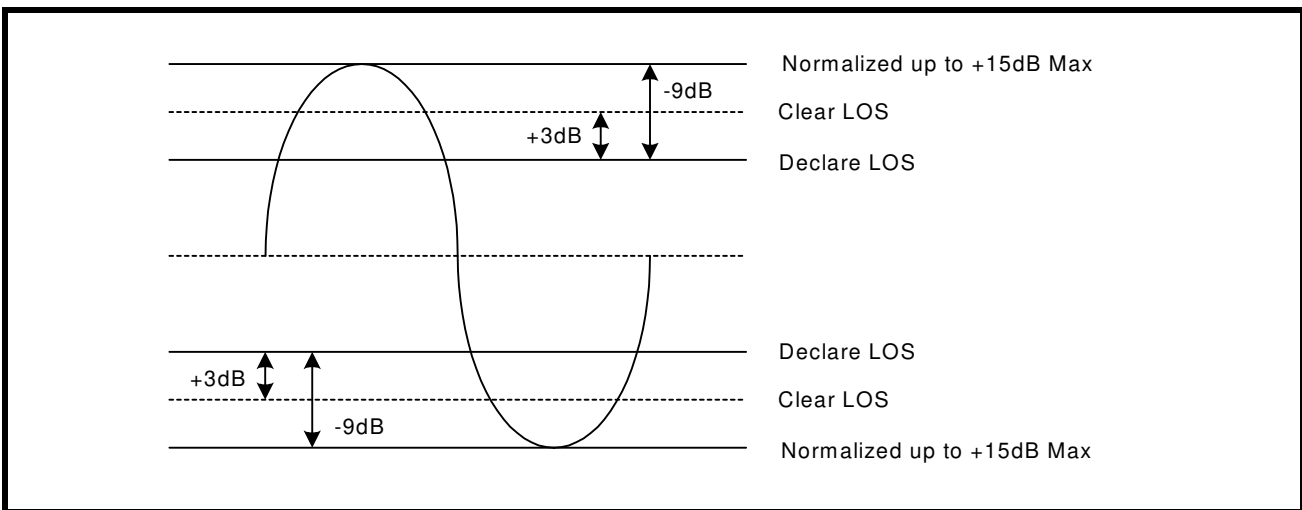 Normalized up to +15dB Max
-9dB
Clear LOS
+3dB
Declare LOS
Declare LOS
+3dB
Clear LOS
-9dB
Normalized up to +15dB Max